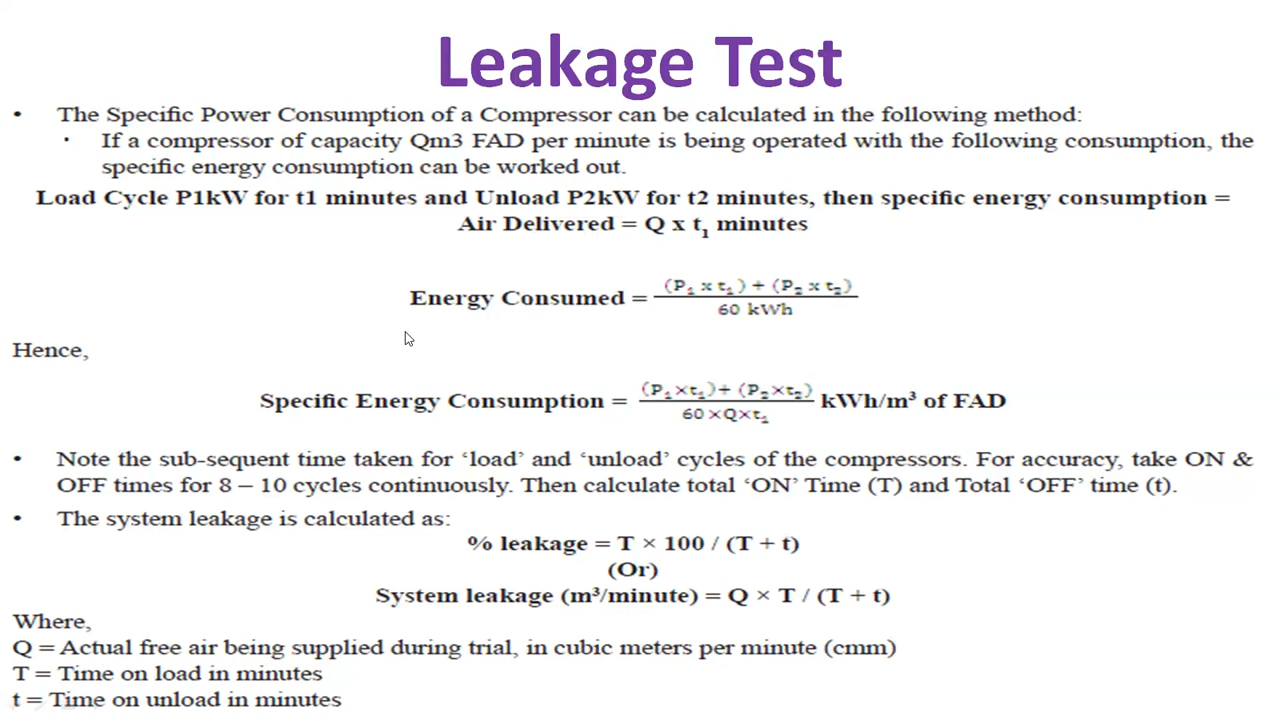 Leakage Test
• The Specific Power Consumption of a Compressor can be calculated in the following method:
• If a compressor of capacity Qm3 FAD per minute is being operated with the following consumption, the
specific energy consumption can be worked out.
Load Cycle P1kW for t1 minutes and Unload P2kW for t2 minutes, then specific energy consumption =
Air Delivered = Q x t₁ minutes
Energy Consumed = (P₁ x t₁) + (P₂ x t₂)
60 kWh
Hence,
Specific Energy Consumption = (P₁×t₁)+ (P₂×t₂) kWh/m³ of FAD
60 ×Q×t₁
• Note the sub-sequent time taken for ‘load’ and ‘unload’ cycles of the compressors. For accuracy, take ON &
OFF times for 8 – 10 cycles continuously. Then calculate total ‘ON’ Time (T) and Total ‘OFF’ time (t).
• The system leakage is calculated as:
% leakage = T × 100 / (T + t)
(Or)
System leakage (m³/minute) = Q × T / (T + t)
Where,
Q = Actual free air being supplied during trial, in cubic meters per minute (cmm)
T = Time on load in minutes
t = Time on unload in minutes